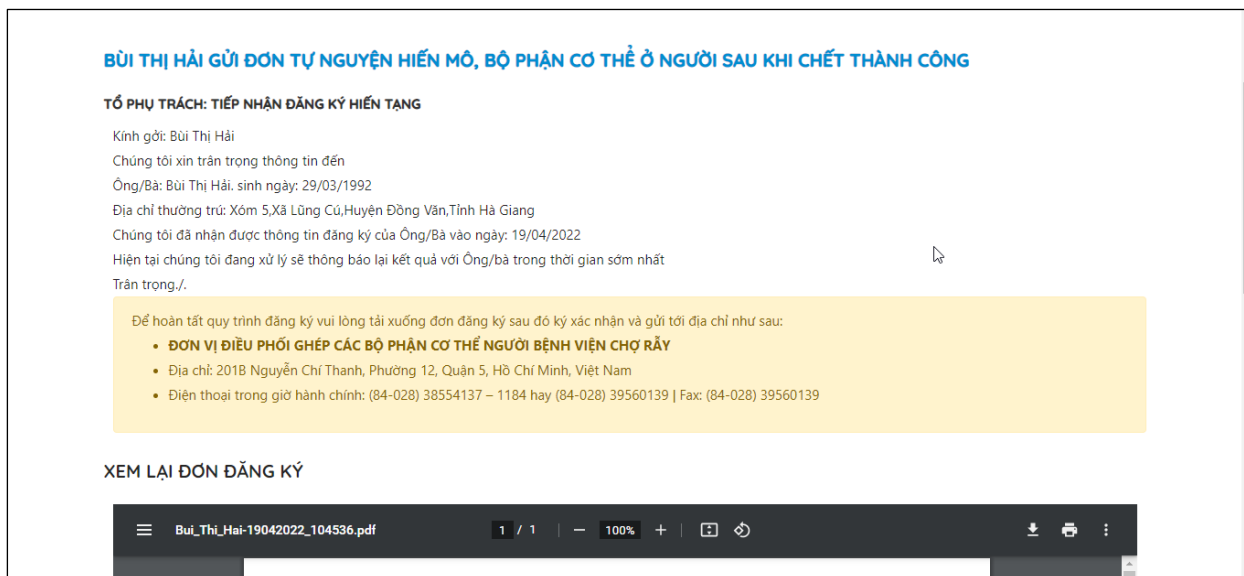 BÙI THỊ HẢI GỬI ĐƠN TỰ NGUYỆN HIẾN MÔ, BỘ PHẬN CƠ THỂ Ở NGƯỜI SAU KHI CHẾT THÀNH CÔNG
TỔ PHỤ TRÁCH: TIẾP NHẬN ĐĂNG KÝ HIẾN TẠNG
Kính gởi: Bùi Thị Hải
Chúng tôi xin trân trọng thông tin đến
Ông/Bà: Bùi Thị Hải. sinh ngày: 29/03/1992
Địa chỉ thường trú: Xóm 5,Xã Lũng Cú,Huyện Đồng Văn,Tỉnh Hà Giang
Chúng tôi đã nhận được thông tin đăng ký của Ông/Bà vào ngày: 19/04/2022
Hiện tại chúng tôi đang xử lý sẽ thông báo lại kết quả với Ông/bà trong thời gian sớm nhất
Trân trọng./.
Để hoàn tất quy trình đăng ký vui lòng tải xuống đơn đăng ký sau đó ký xác nhận và gửi tới địa chỉ như sau:
• ĐƠN VỊ ĐIỀU PHỐI GHÉP CÁC BỘ PHẬN CƠ THỂ NGƯỜI BỆNH VIỆN CHỢ RẪY
• Địa chỉ: 201B Nguyễn Chí Thanh, Phường 12, Quận 5, Hồ Chí Minh, Việt Nam
• Điện thoại trong giờ hành chính: (84-028) 38554137 – 1184 hay (84-028) 39560139 | Fax: (84-028) 39560139
XEM LẠI ĐƠN ĐĂNG KÝ
Bui_Thi_Hai-19042022_104536.pdf 1 / 1 | − 100% + |